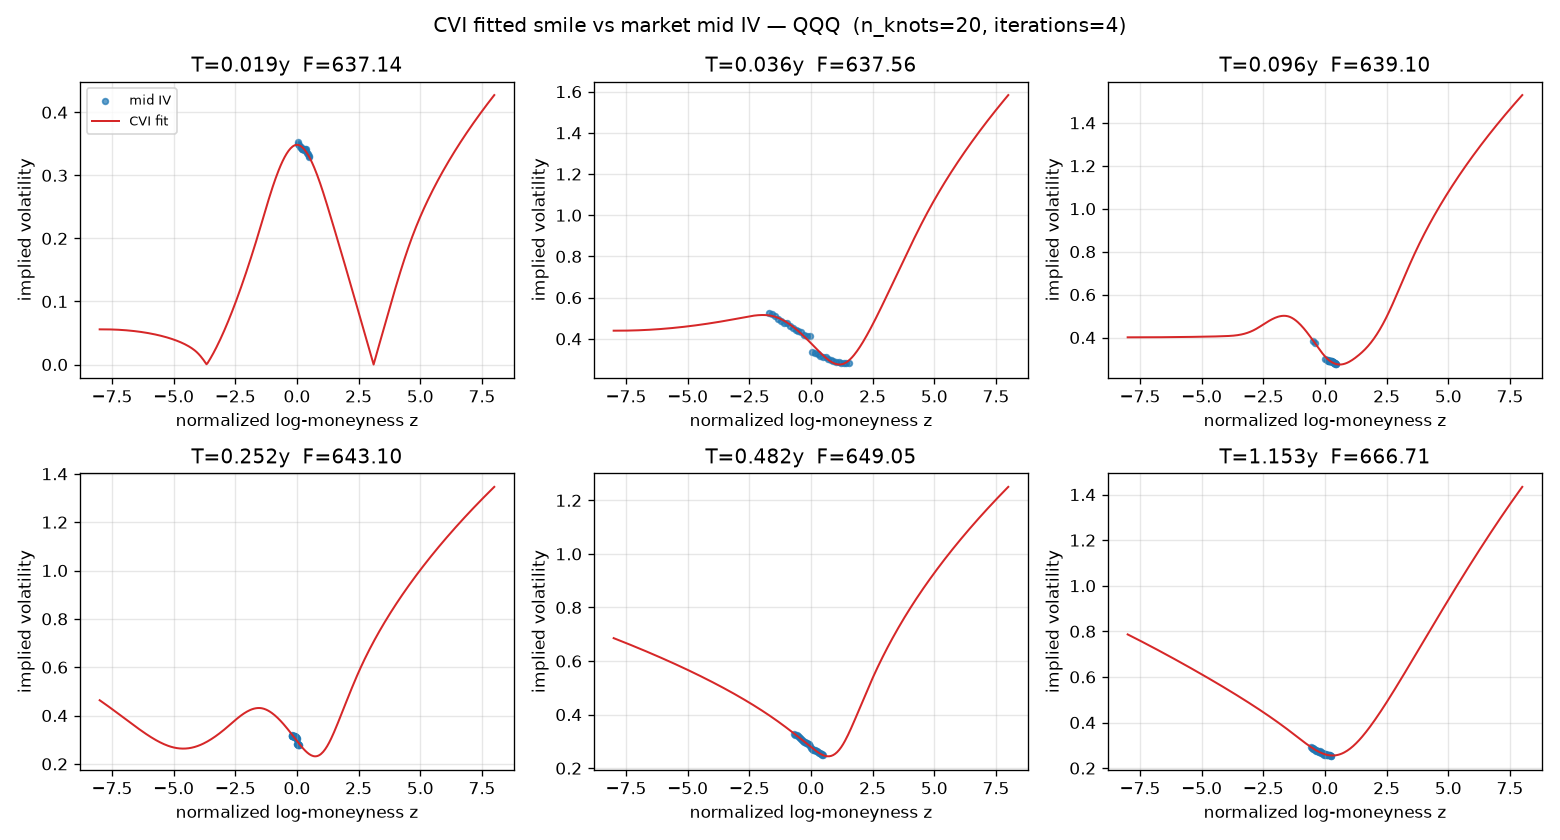 CVI fitted smile vs market mid IV — QQQ  (n_knots=20, iterations=4)
T=0.019y  F=637.14
mid IV
CVI fit
implied volatility
0.4
0.3
0.2
0.1
0.0
−7.5 −5.0 −2.5 0.0 2.5 5.0 7.5
normalized log-moneyness z
T=0.036y  F=637.56
implied volatility
1.6
1.4
1.2
1.0
0.8
0.6
0.4
−7.5 −5.0 −2.5 0.0 2.5 5.0 7.5
normalized log-moneyness z
T=0.096y  F=639.10
implied volatility
1.4
1.2
1.0
0.8
0.6
0.4
−7.5 −5.0 −2.5 0.0 2.5 5.0 7.5
normalized log-moneyness z
T=0.252y  F=643.10
implied volatility
1.4
1.2
1.0
0.8
0.6
0.4
0.2
−7.5 −5.0 −2.5 0.0 2.5 5.0 7.5
normalized log-moneyness z
T=0.482y  F=649.05
implied volatility
1.2
1.0
0.8
0.6
0.4
0.2
−7.5 −5.0 −2.5 0.0 2.5 5.0 7.5
normalized log-moneyness z
T=1.153y  F=666.71
implied volatility
1.4
1.2
1.0
0.8
0.6
0.4
0.2
−7.5 −5.0 −2.5 0.0 2.5 5.0 7.5
normalized log-moneyness z